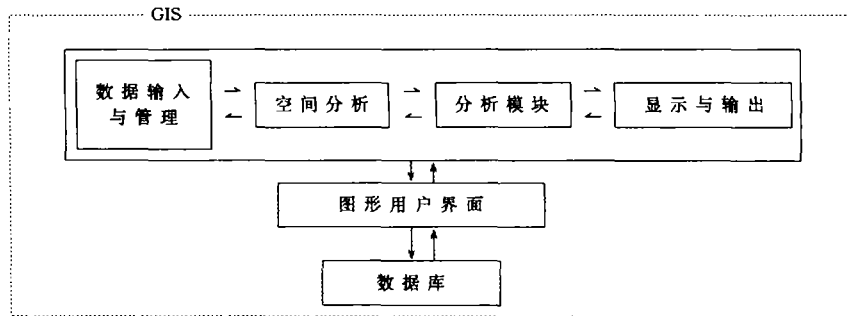 GIS
数据输入
与管理
空间分析
分析模块
显示与输出
图形用户界面
数据库